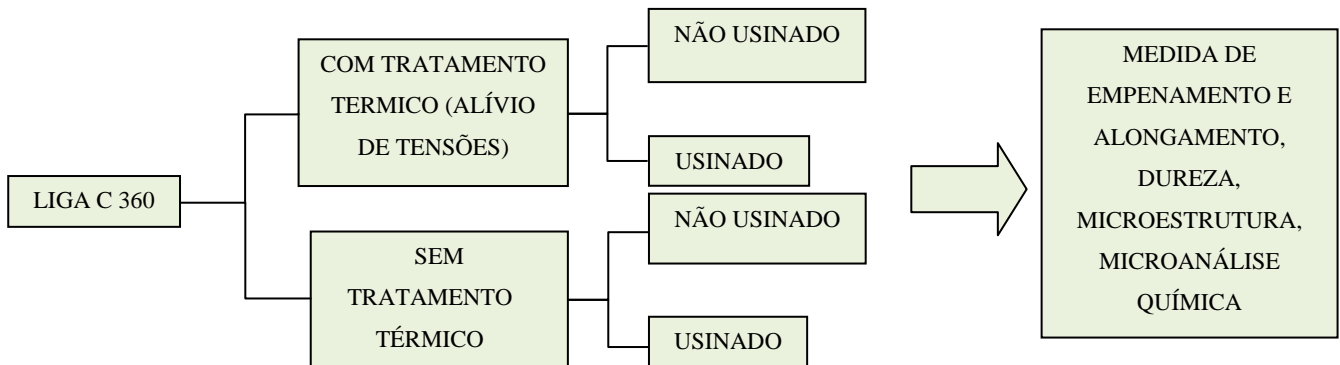 LIGA C 360
COM TRATAMENTO
TERMICO (ALÍVIO
DE TENSÕES)
SEM
TRATAMENTO
TÉRMICO
NÃO USINADO
USINADO
NÃO USINADO
USINADO
MEDIDA DE
EMPENAMENTO E
ALONGAMENTO,
DUREZA,
MICROESTRUTURA,
MICROANÁLISE
QUÍMICA